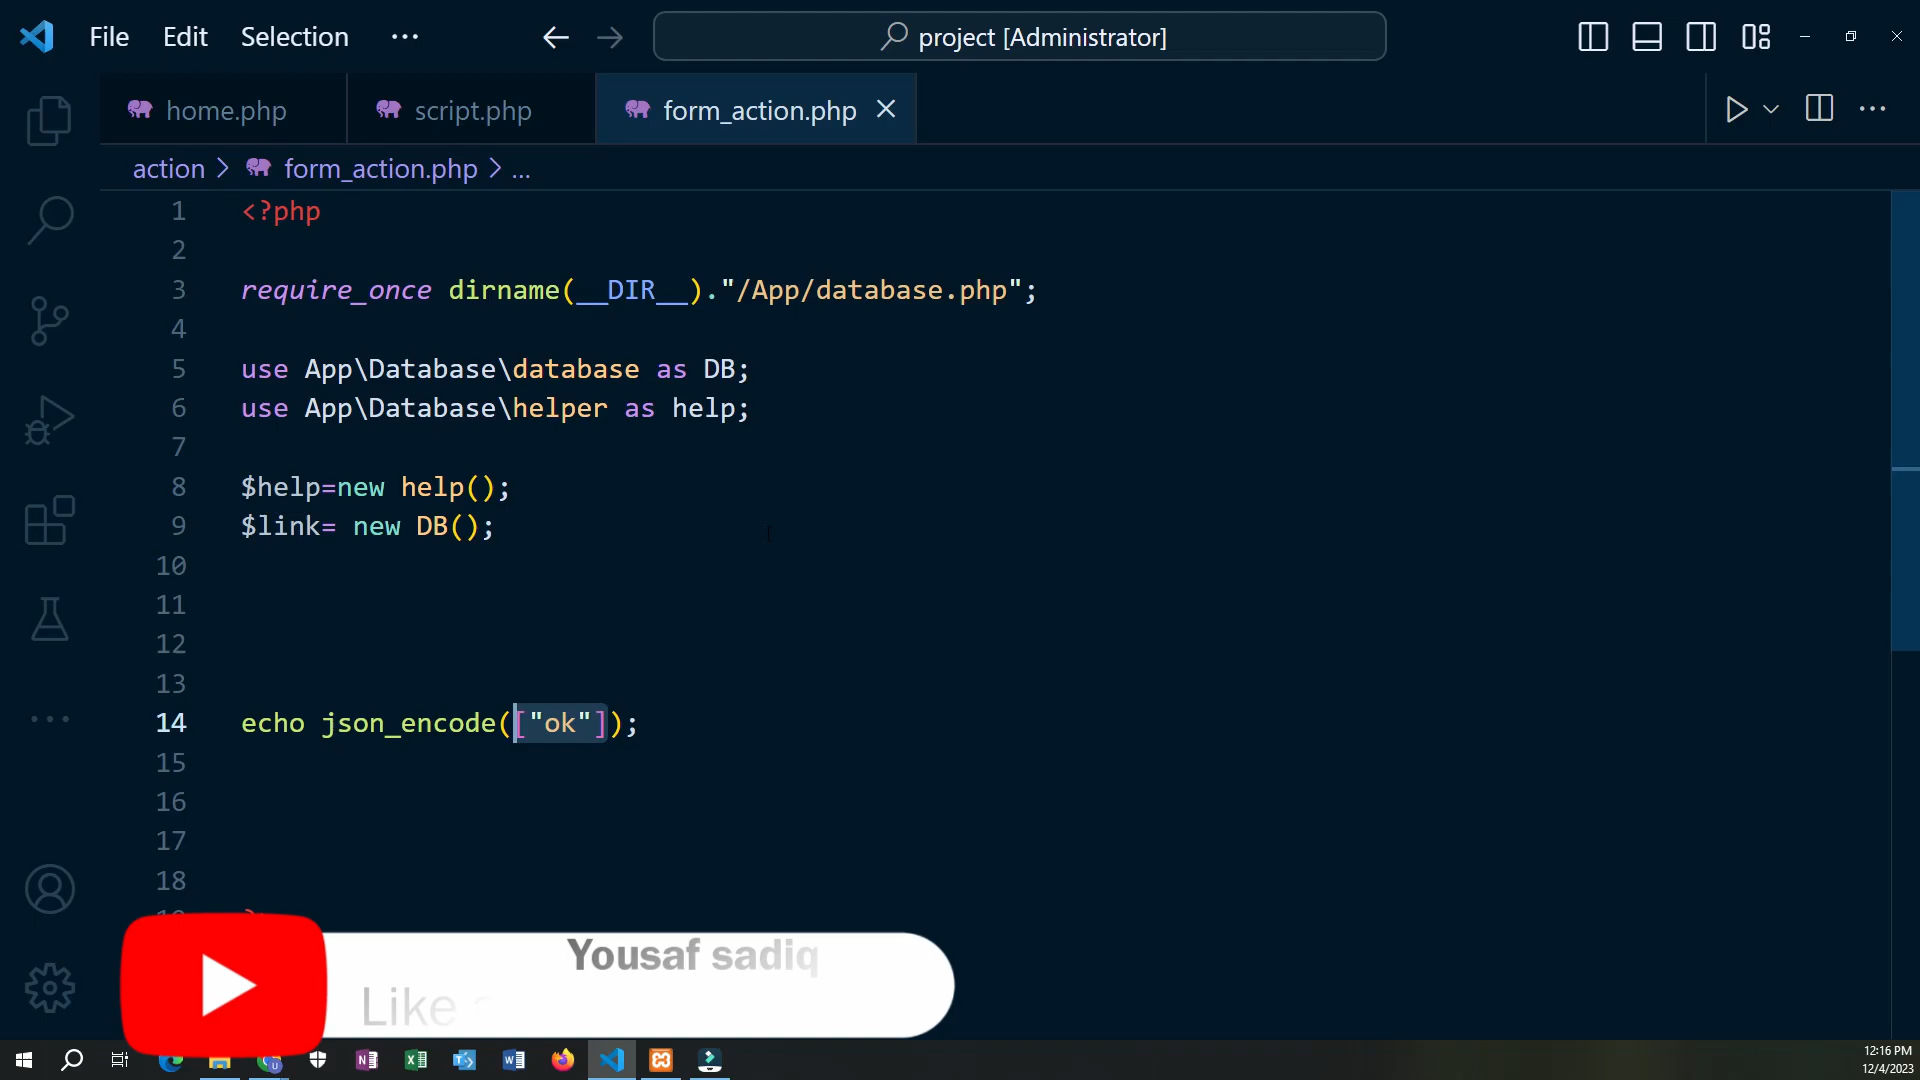 File Edit Selection ··· project [Administrator]
home.php script.php form_action.php
action > form_action.php > ...
1 <?php
2
3 require_once dirname(__DIR__)."/App/database.php";
4
5 use App\Database\database as DB;
6 use App\Database\helper as help;
7
8 $help=new help();
9 $link= new DB();
10
11
12
13
14 echo json_encode(["ok"]);
15
16
17
18
Yousaf sadiq
Like
12:16 PM
12/4/2023